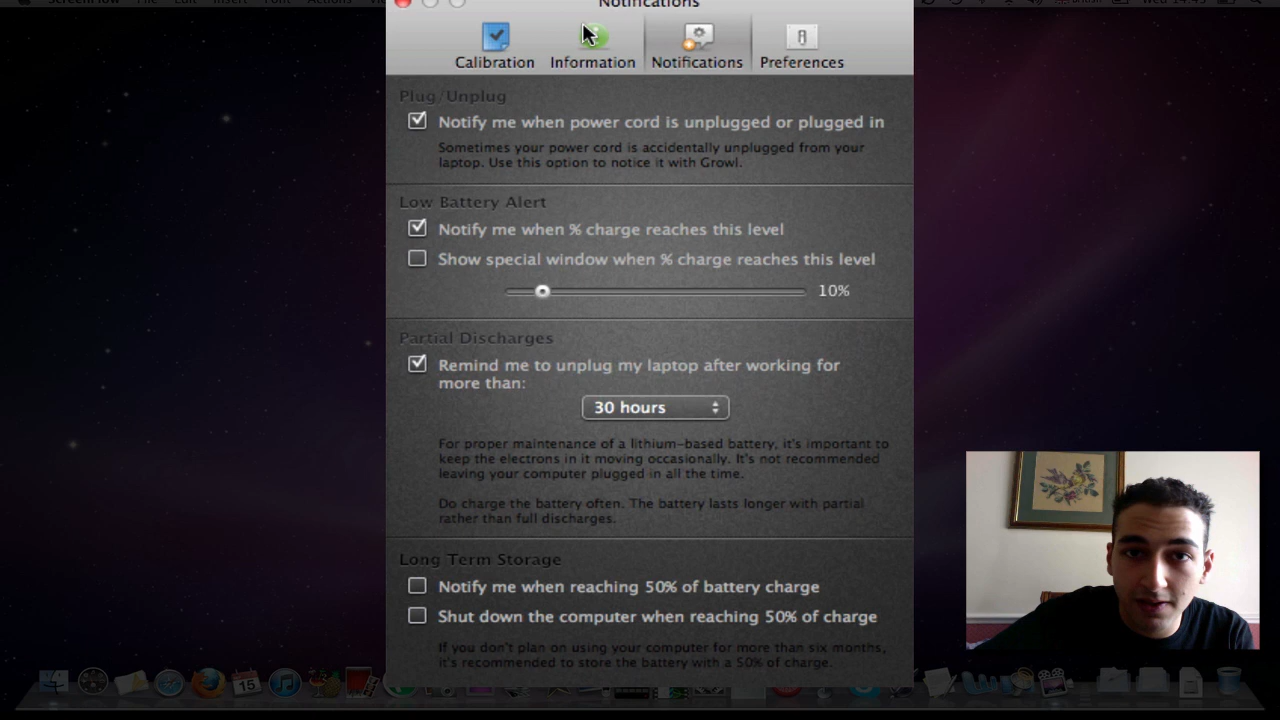 ScreenFlow File Edit Insert Font Actions
Notifications
Calibration Information Notifications Preferences
Plug/Unplug
Notify me when power cord is unplugged or plugged in
Sometimes your power cord is accidentally unplugged from your
laptop. Use this option to notice it with Growl.
Low Battery Alert
Notify me when % charge reaches this level
Show special window when % charge reaches this level
10%
Partial Discharges
Remind me to unplug my laptop after working for
more than:
30 hours
For proper maintenance of a lithium-based battery, it's important to
keep the electrons in it moving occasionally. It's not recommended
leaving your computer plugged in all the time.
Do charge the battery often. The battery lasts longer with partial
rather than full discharges.
Long Term Storage
Notify me when reaching 50% of battery charge
Shut down the computer when reaching 50% of charge
If you don't plan on using your computer for more than six months,
it's recommended to store the battery with a 50% of charge.
15